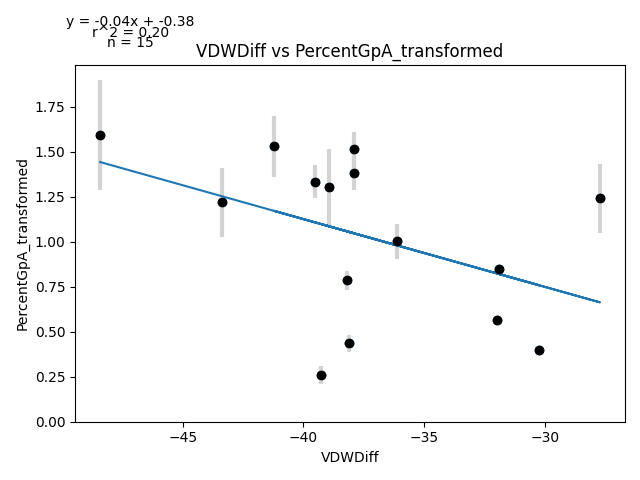 y = -0.04x + -0.38
r^2 = 0.20
n = 15
VDWDiff vs PercentGpA_transformed
PercentGpA_transformed
1.75
1.50
1.25
1.00
0.75
0.50
0.25
0.00
−45
−40
−35
−30
VDWDiff